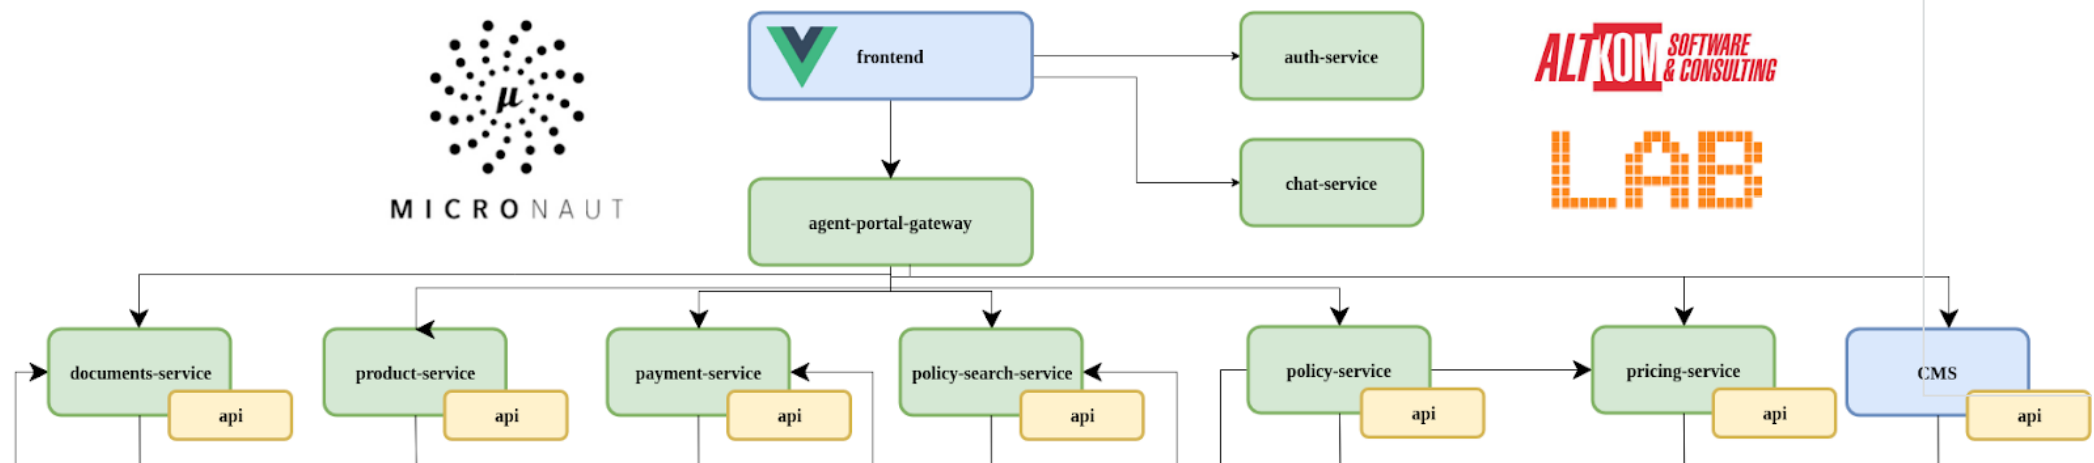 frontend
auth-service
ALTKOM SOFTWARE
& CONSULTING
μ
LAB
chat-service
MICRONAUT
agent-portal-gateway
documents-service
product-service
payment-service
policy-search-service
policy-service
pricing-service
CMS
api
api
api
api
api
api
api